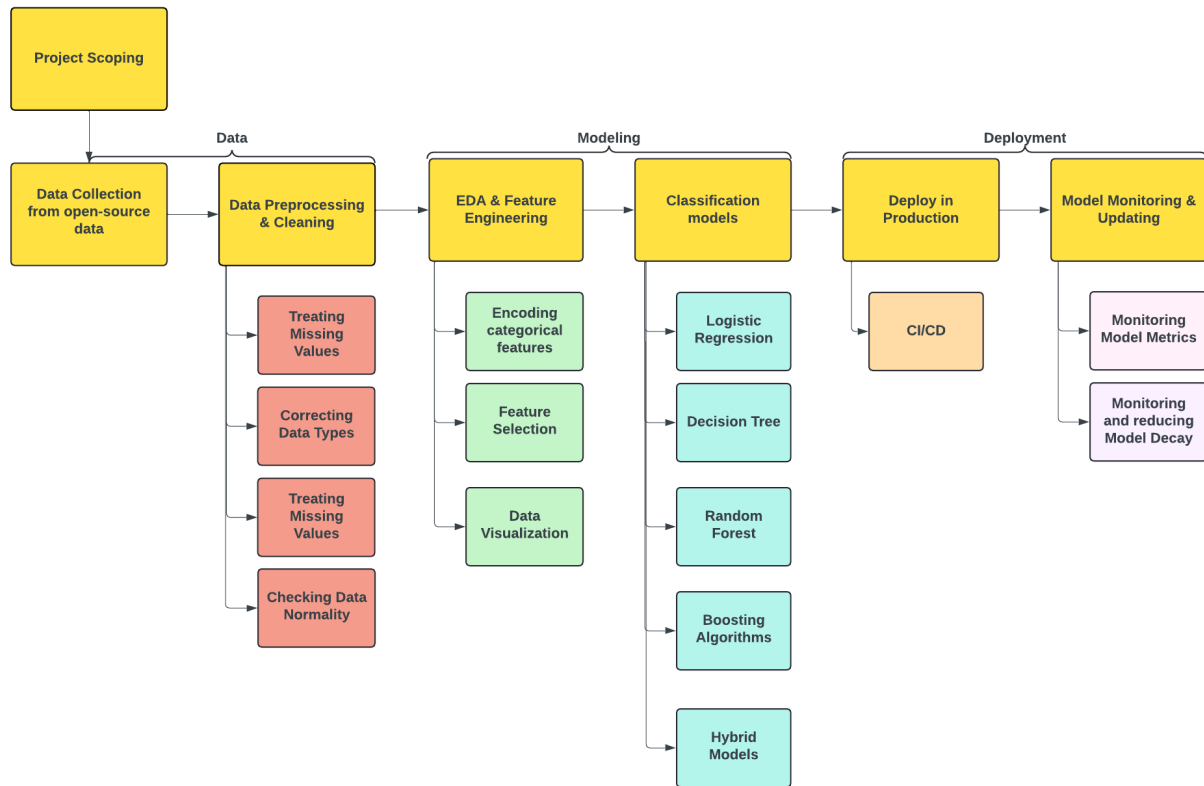 Project Scoping
Data
Modeling
Deployment
Data Collection
from open-source
data
Data Preprocessing
& Cleaning
EDA & Feature
Engineering
Classification
models
Deploy in
Production
Model Monitoring &
Updating
Treating
Missing
Values
Correcting
Data Types
Treating
Missing
Values
Checking Data
Normality
Encoding
categorical
features
Feature
Selection
Data
Visualization
Logistic
Regression
Decision Tree
Random
Forest
Boosting
Algorithms
Hybrid
Models
CI/CD
Monitoring
Model Metrics
Monitoring
and reducing
Model Decay